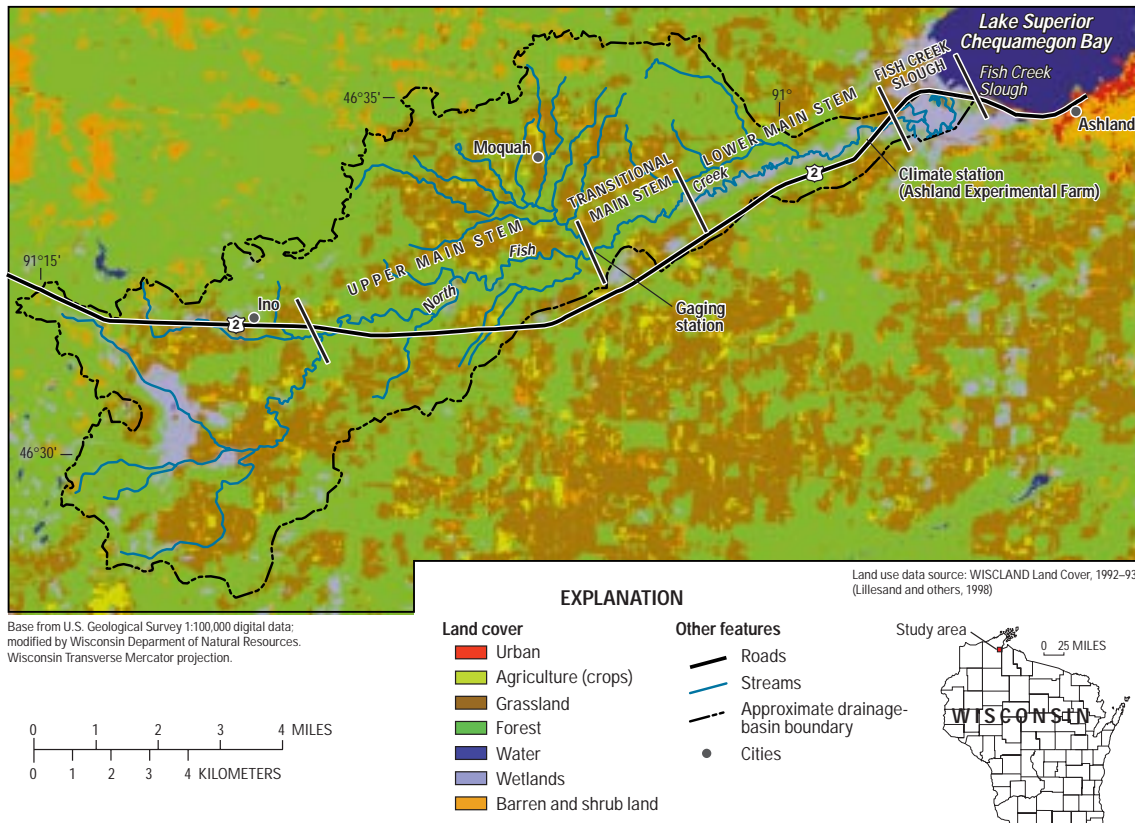 Lake Superior
Chequamegon Bay
Fish Creek
Slough
FISH CREEK
SLOUGH
Ashland
91°
46°35'
Moquah
LOWER MAIN STEM
TRANSITIONAL
MAIN STEM
Creek
2
Climate station
(Ashland Experimental Farm)
UPPER MAIN STEM
Fish
North
91°15'
Ino
2
Gaging
station
46°30'
Base from U.S. Geological Survey 1:100,000 digital data;
modified by Wisconsin Deparment of Natural Resources.
Wisconsin Transverse Mercator projection.
0 1 2 3 4 MILES
0 1 2 3 4 KILOMETERS
EXPLANATION
Land cover
Urban
Agriculture (crops)
Grassland
Forest
Water
Wetlands
Barren and shrub land
Other features
Roads
Streams
Approximate drainage-
basin boundary
Cities
Land use data source: WISCLAND Land Cover, 1992–93
(Lillesand and others, 1998)
Study area
0 25 MILES
WISCONSIN